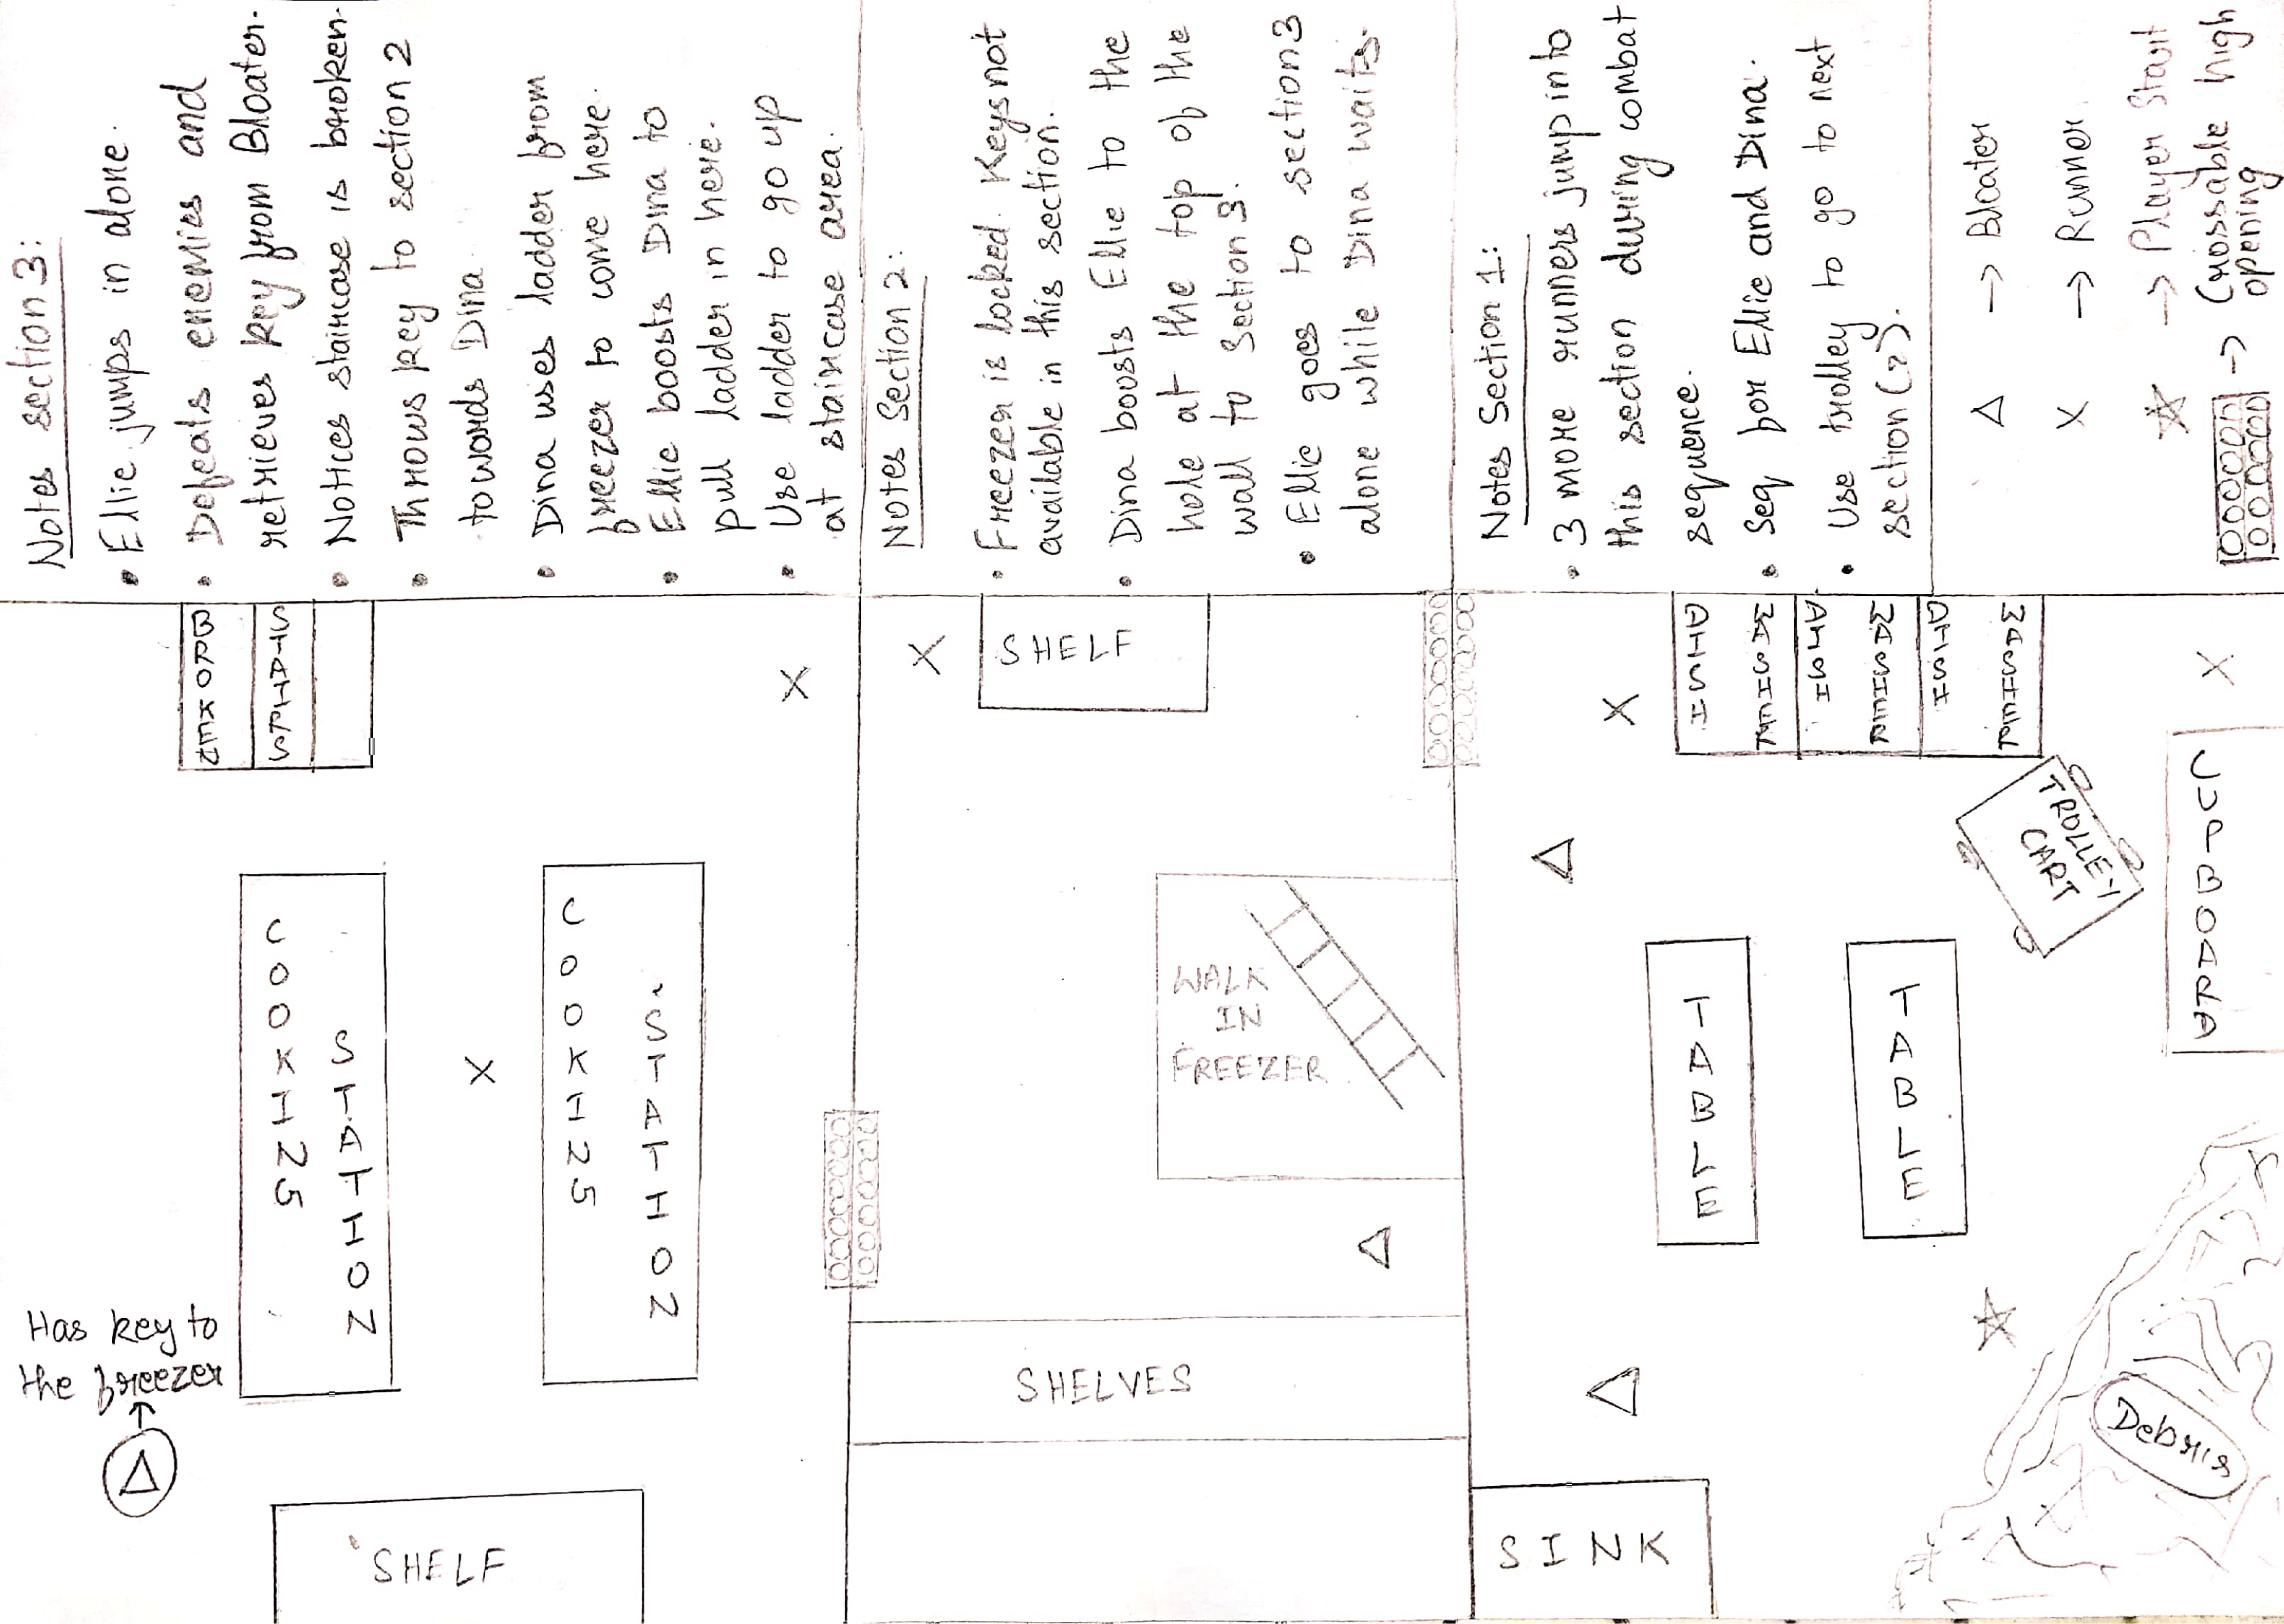 Notes section 3:
• Ellie jumps in alone.
• Defeats enemies and
retrieves key from Bloater.
• Notices staircase is broken.
• Throws key to section 2
towards Dina
• Dina uses ladder from
freezer to come here.
• Ellie boosts Dina to
pull ladder in here.
• Use ladder to go up
at staircase area.
Notes Section 2:
• Freezer is locked. Keys not
available in this section.
• Dina boosts Ellie to the
hole at the top of the
wall to Section 3.
• Ellie goes to section 3
alone while Dina waits.
Notes Section 1:
• 3 more runners jump into
this section during combat
sequence.
• Seq for Ellie and Dina.
• Use trolley to go to next
section (2).
△ → Bloater
X → Runner
☆ → Player Start
→ Crossable high
opening
BROKEN
STAIRS
X
COOKING
STATION
X
COOKING
STATION
Has key to
the freezer
△
SHELF
X
SHELF
WALK
IN
FREEZER
△
SHELVES
X
DISH
WASHER
DISH
WASHER
DISH
WASHER
X
△
TROLLEY
CART
CUPBOARD
TABLE
TABLE
△
☆
Debris
SINK